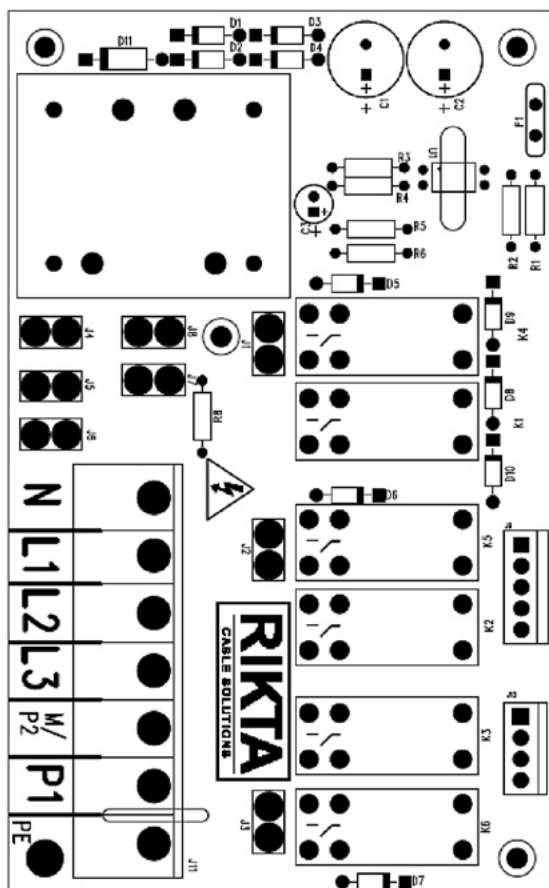 D1
D3
D11
D2
D4
C1
C2
F1
U1
R3
R4
C3
R5
R6
R2
R1
D5
D9
K4
J4
J8
J1
J5
J7
D8
K1
J6
R8
D10
D6
N
L1
L2
L3
M/
P2
P1
PE
J2
K5
J9
K2
RIKTA
CABLE SOLUTIONS
K3
J10
J3
K6
J11
D7